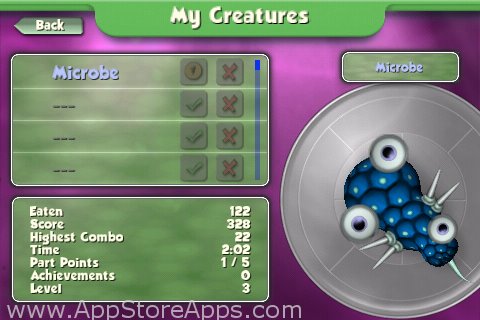 My Creatures
Back
Microbe
Microbe
---
---
---
Eaten 122
Score 328
Highest Combo 22
Time 2:02
Part Points 1 / 5
Achievements 0
Level 3
www.AppStoreApps.com